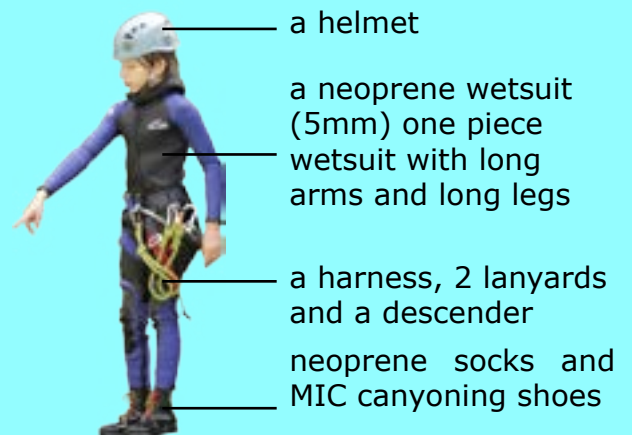 a helmet
a neoprene wetsuit
(5mm) one piece
wetsuit with long
arms and long legs
a harness, 2 lanyards
and a descender
neoprene socks and
MIC canyoning shoes